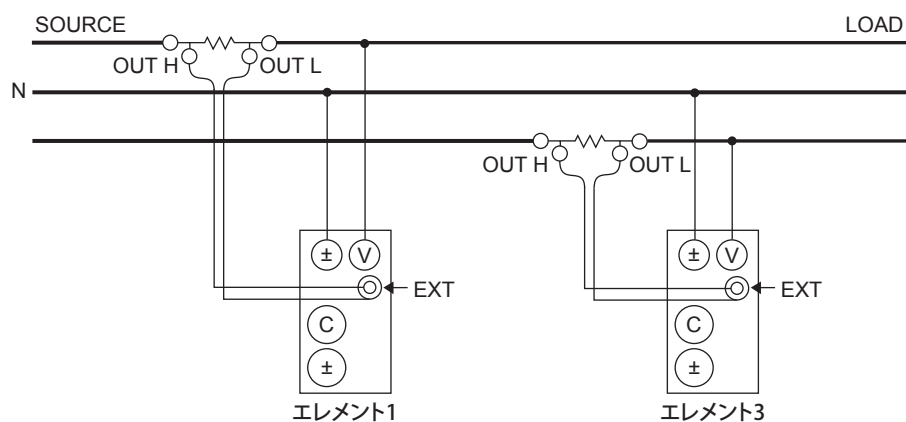 SOURCE LOAD
OUT H OUT L
N
OUT H OUT L
± V ± V
EXT EXT
C C
± ±
エレメント1 エレメント3